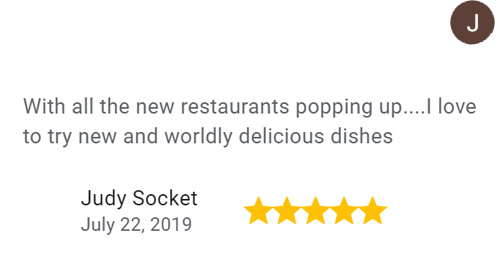 J
With all the new restaurants popping up....I love
to try new and worldly delicious dishes
Judy Socket
July 22, 2019